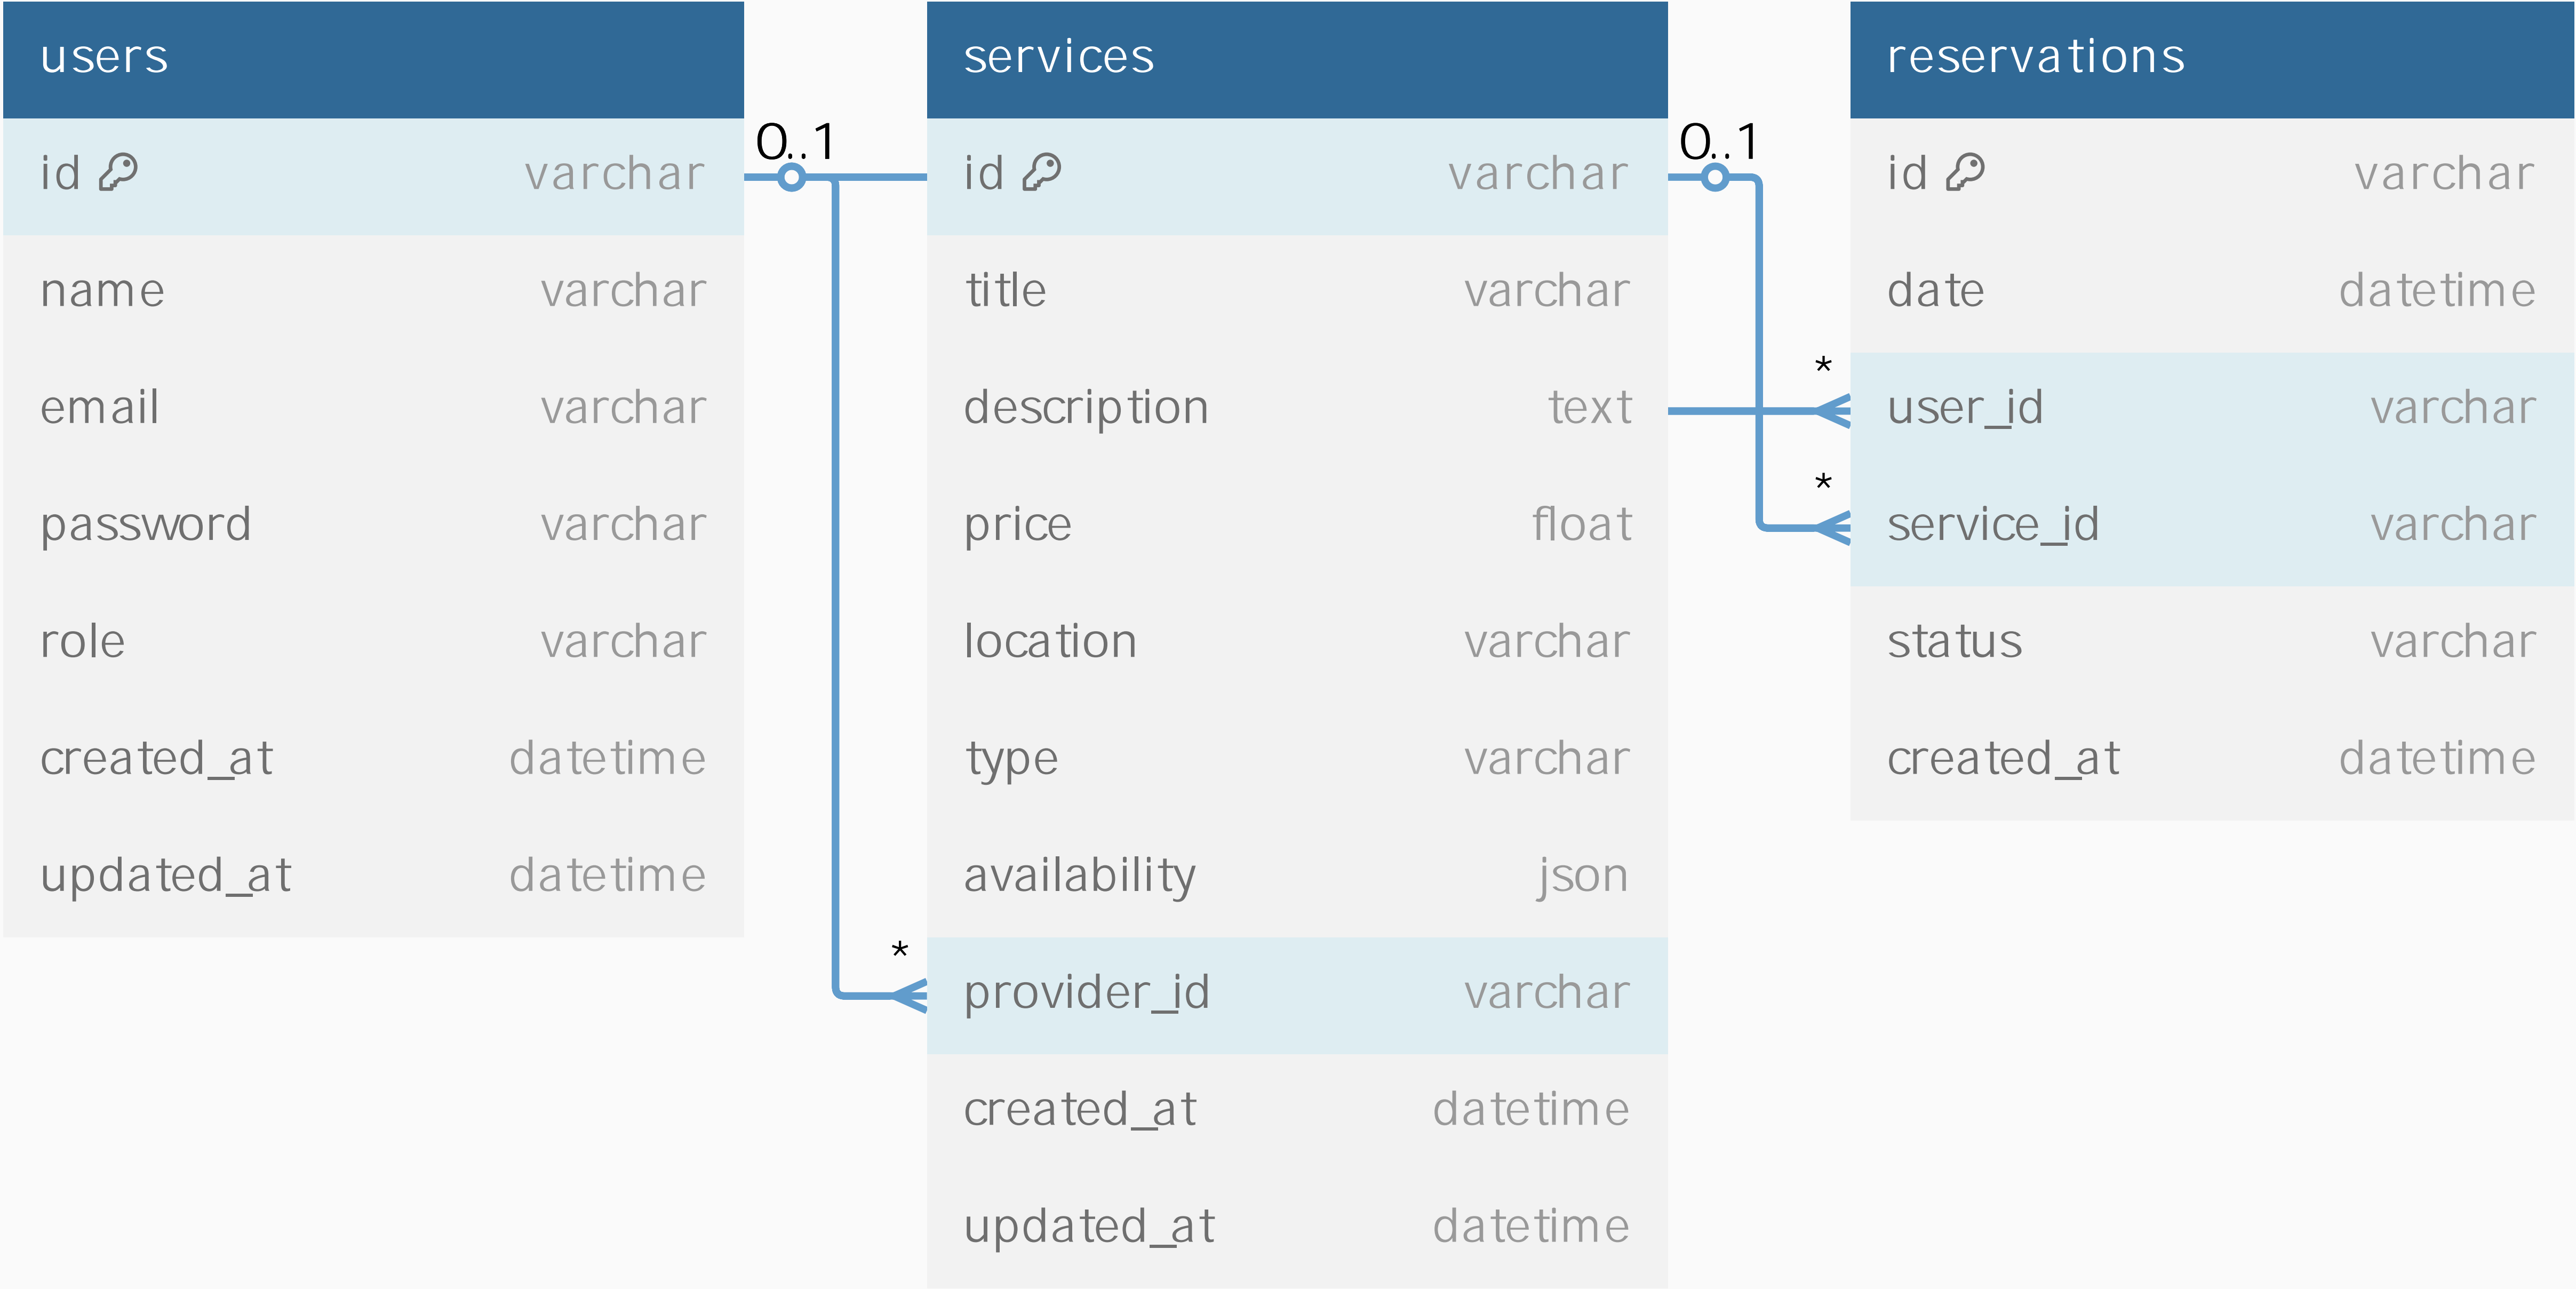 users
id varchar
name varchar
email varchar
password varchar
role varchar
created_at datetime
updated_at datetime
0..1
*
services
id varchar
title varchar
description text
price float
location varchar
type varchar
availability json
provider_id varchar
created_at datetime
updated_at datetime
0..1
*
*
reservations
id varchar
date datetime
user_id varchar
service_id varchar
status varchar
created_at datetime